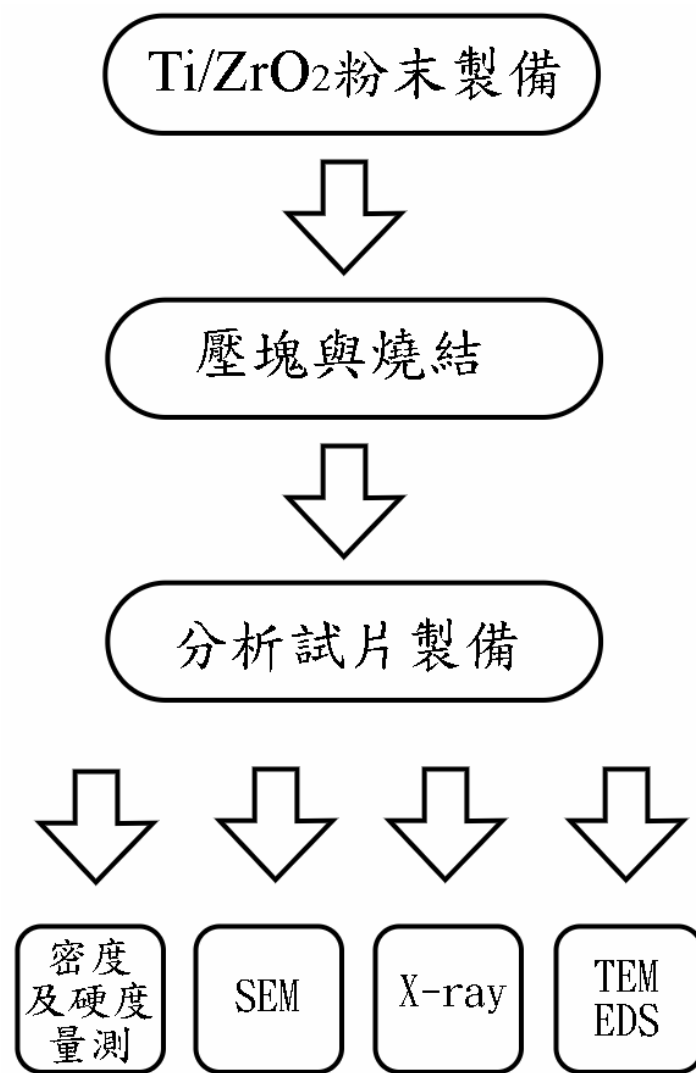 Ti/ZrO2粉末製備
壓塊與燒結
分析試片製備
密度
及硬度
量測
SEM
X-ray
TEM
EDS